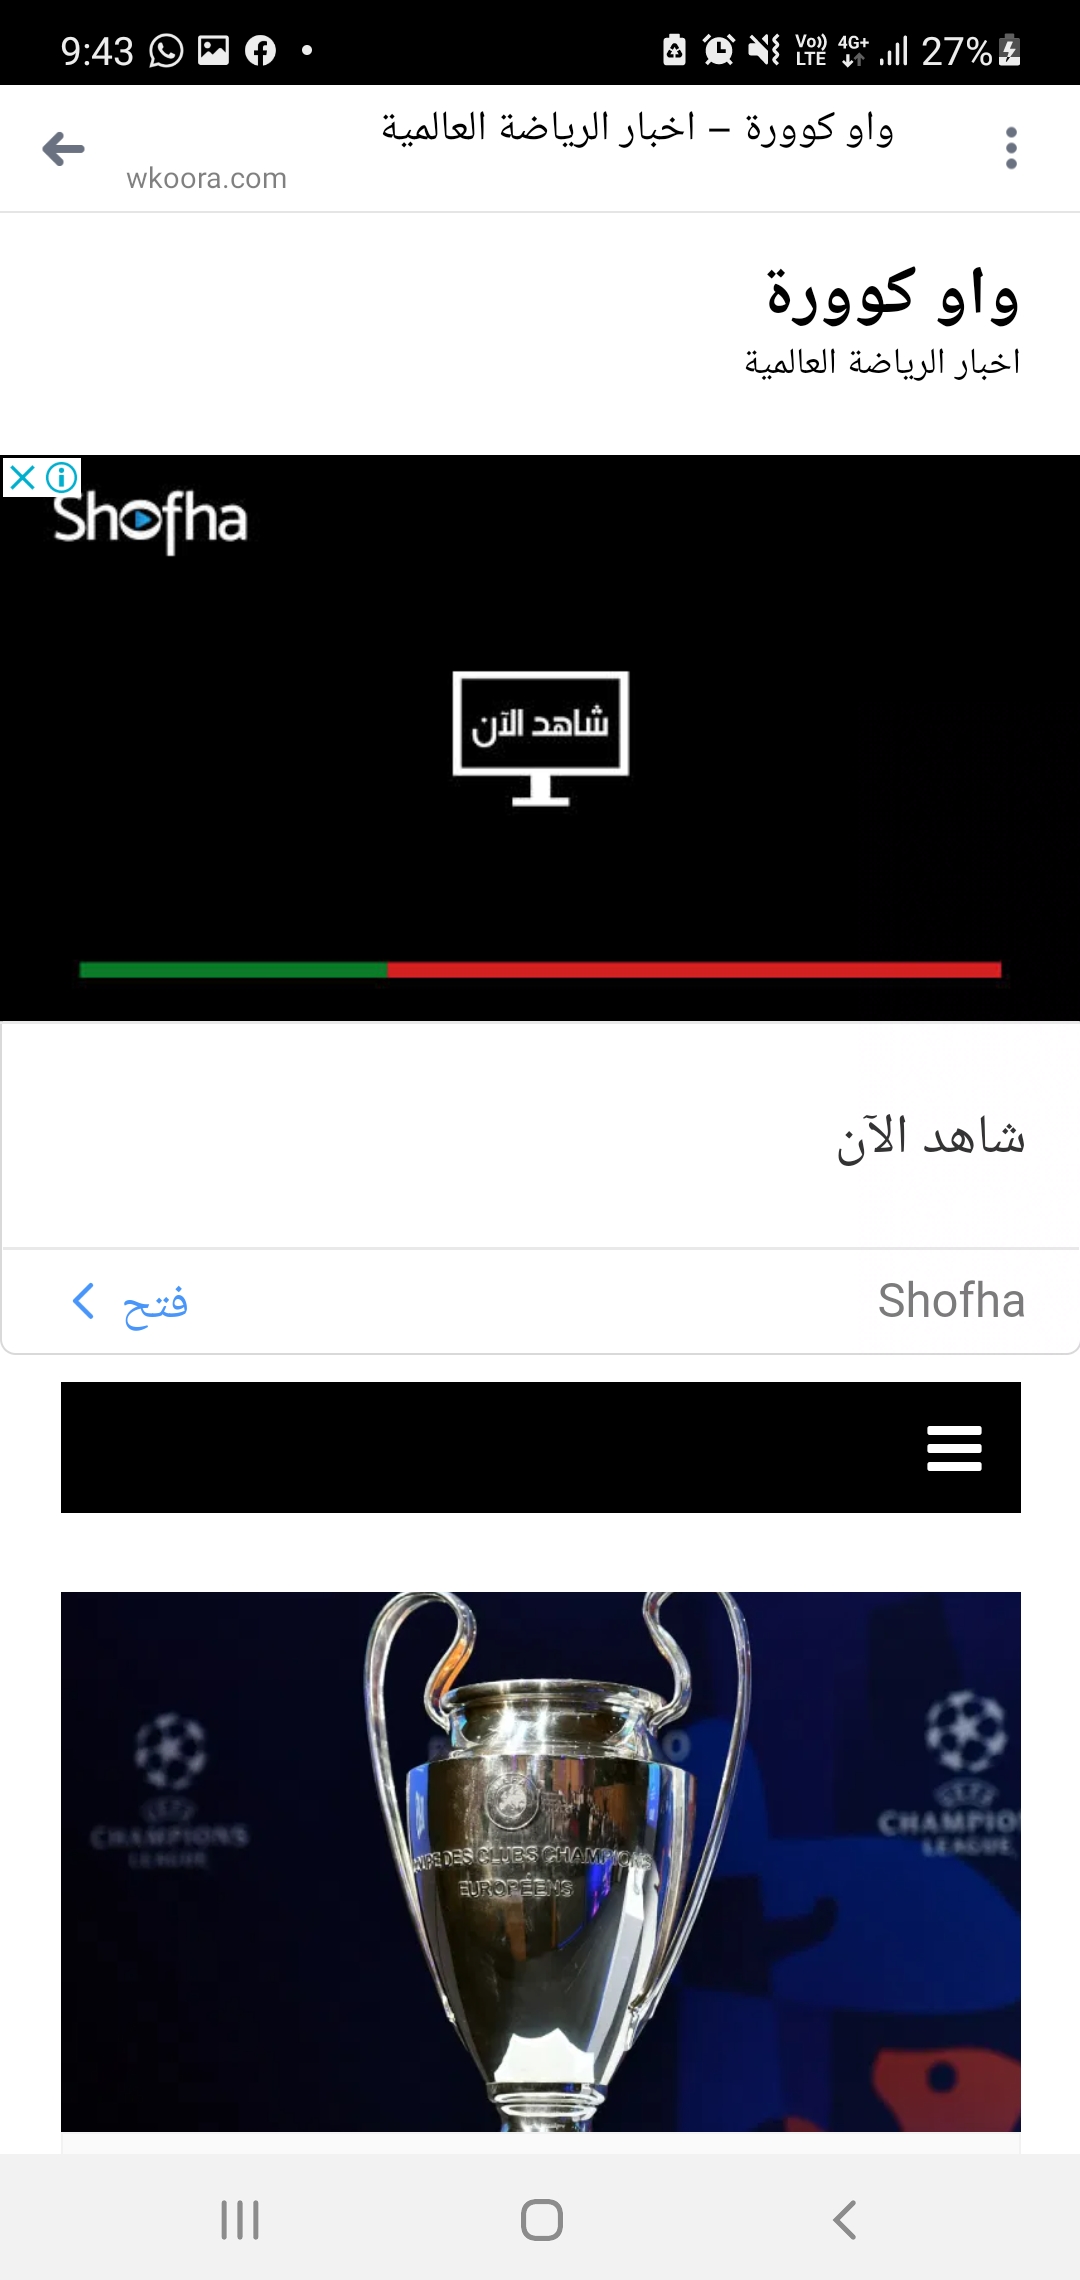 9:43
Vo)) LTE 4G+ 27%
واو كوورة – اخبار الرياضة العالمية
wkoora.com
واو كوورة
اخبار الرياضة العالمية
Shofha
شاهد الآن
شاهد الآن
Shofha
فتح
CHAMPIONS
LEAGUE
CHAMPIO
LEAGUE
DES CLUBS CHAMPIONS
EUROPÉENS